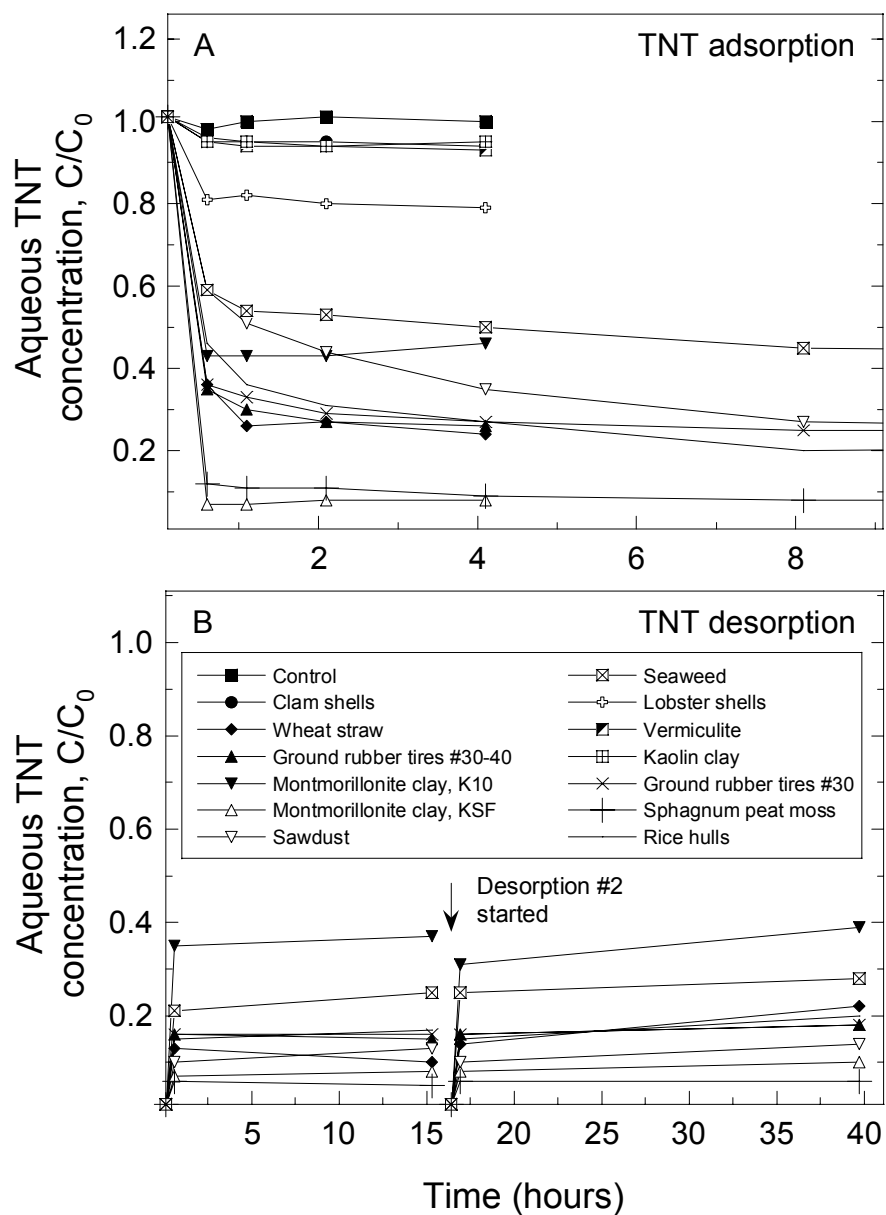 A
TNT adsorption
1.2
1.0
0.8
0.6
0.4
0.2
Aqueous TNT
concentration, C/C₀
2
4
6
8
B
TNT desorption
1.0
0.8
0.6
0.4
0.2
Aqueous TNT
concentration, C/C₀
Control
Clam shells
Wheat straw
Ground rubber tires #30-40
Montmorillonite clay, K10
Montmorillonite clay, KSF
Sawdust
Seaweed
Lobster shells
Vermiculite
Kaolin clay
Ground rubber tires #30
Sphagnum peat moss
Rice hulls
Desorption #2
started
5
10
15
20
25
30
35
40
Time (hours)